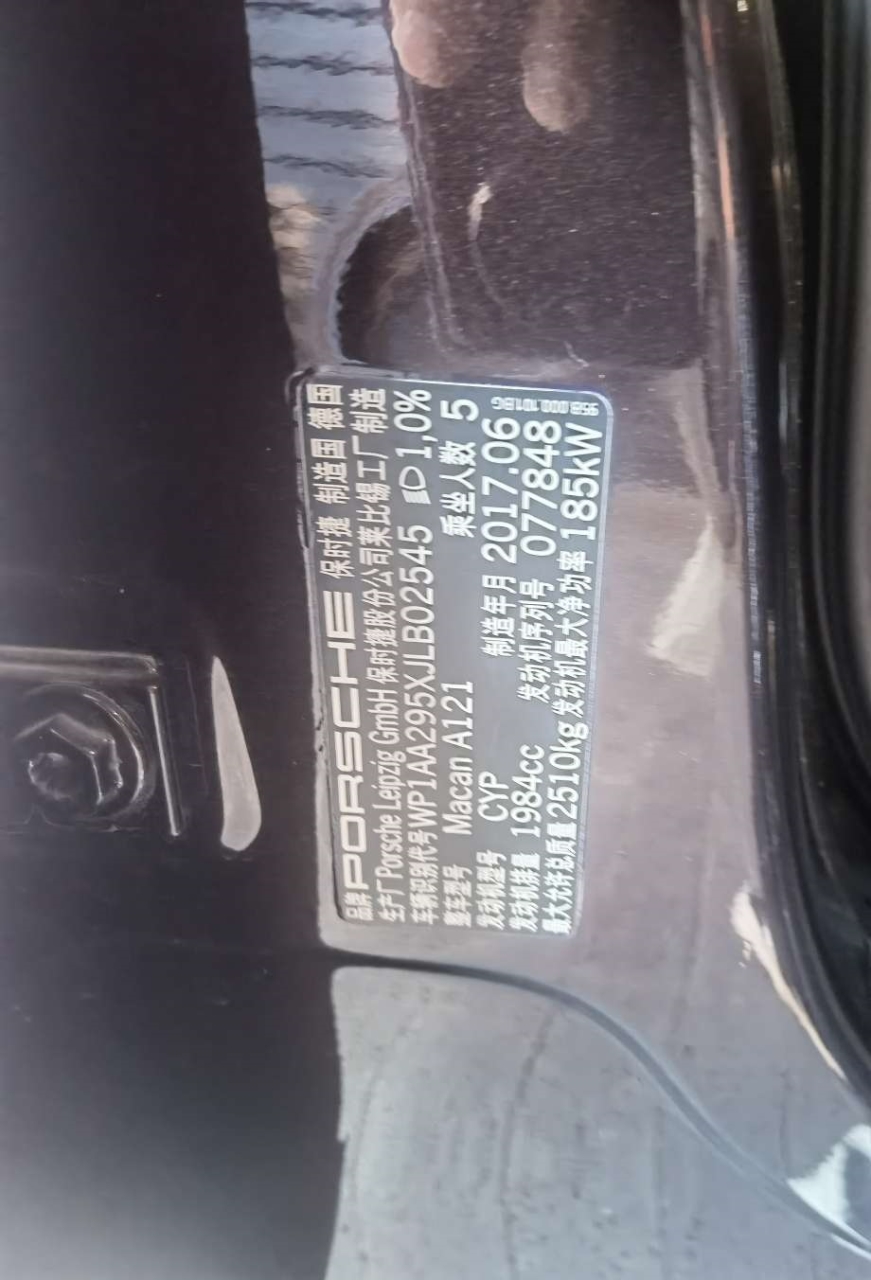 品牌 PORSCHE 保时捷 制造国 德国
生产厂 Porsche Leipzig GmbH 保时捷股份公司莱比锡工厂 制造
车辆识别代号 WP1AA295XJLB02545 1,0%
整车型号 Macan A121 乘坐人数 5
发动机型号 CYP 制造年月 2017.06
发动机排量 1984cc 发动机序列号 077848
最大允许总质量 2510kg 发动机最大净功率 185kW